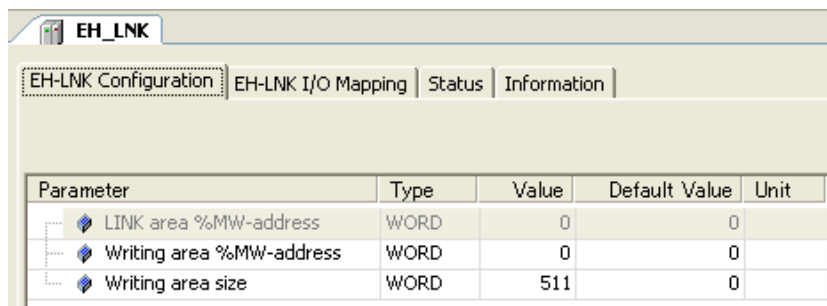 EH_LNK
EH-LNK Configuration EH-LNK I/O Mapping Status Information
Parameter Type Value Default Value Unit
LINK area %MW-address WORD 0 0
Writing area %MW-address WORD 0 0
Writing area size WORD 511 0